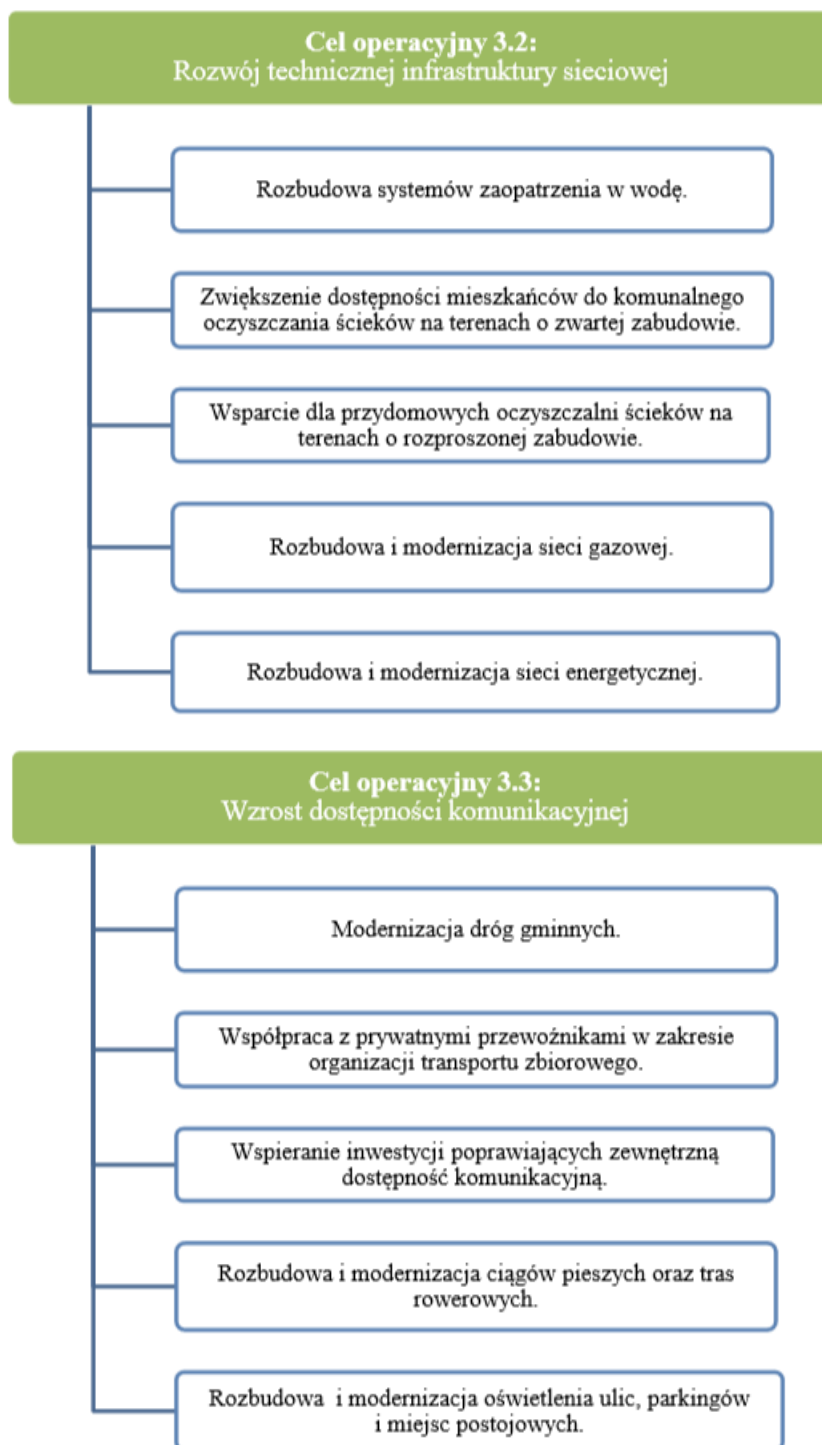 Cel operacyjny 3.2:
Rozwój technicznej infrastruktury sieciowej
Rozbudowa systemów zaopatrzenia w wodę.
Zwiększenie dostępności mieszkańców do komunalnego
oczyszczania ścieków na terenach o zwartej zabudowie.
Wsparcie dla przydomowych oczyszczalni ścieków na
terenach o rozproszonej zabudowie.
Rozbudowa i modernizacja sieci gazowej.
Rozbudowa i modernizacja sieci energetycznej.
Cel operacyjny 3.3:
Wzrost dostępności komunikacyjnej
Modernizacja dróg gminnych.
Współpraca z prywatnymi przewoźnikami w zakresie
organizacji transportu zbiorowego.
Wspieranie inwestycji poprawiających zewnętrzną
dostępność komunikacyjną.
Rozbudowa i modernizacja ciągów pieszych oraz tras
rowerowych.
Rozbudowa  i modernizacja oświetlenia ulic, parkingów
i miejsc postojowych.